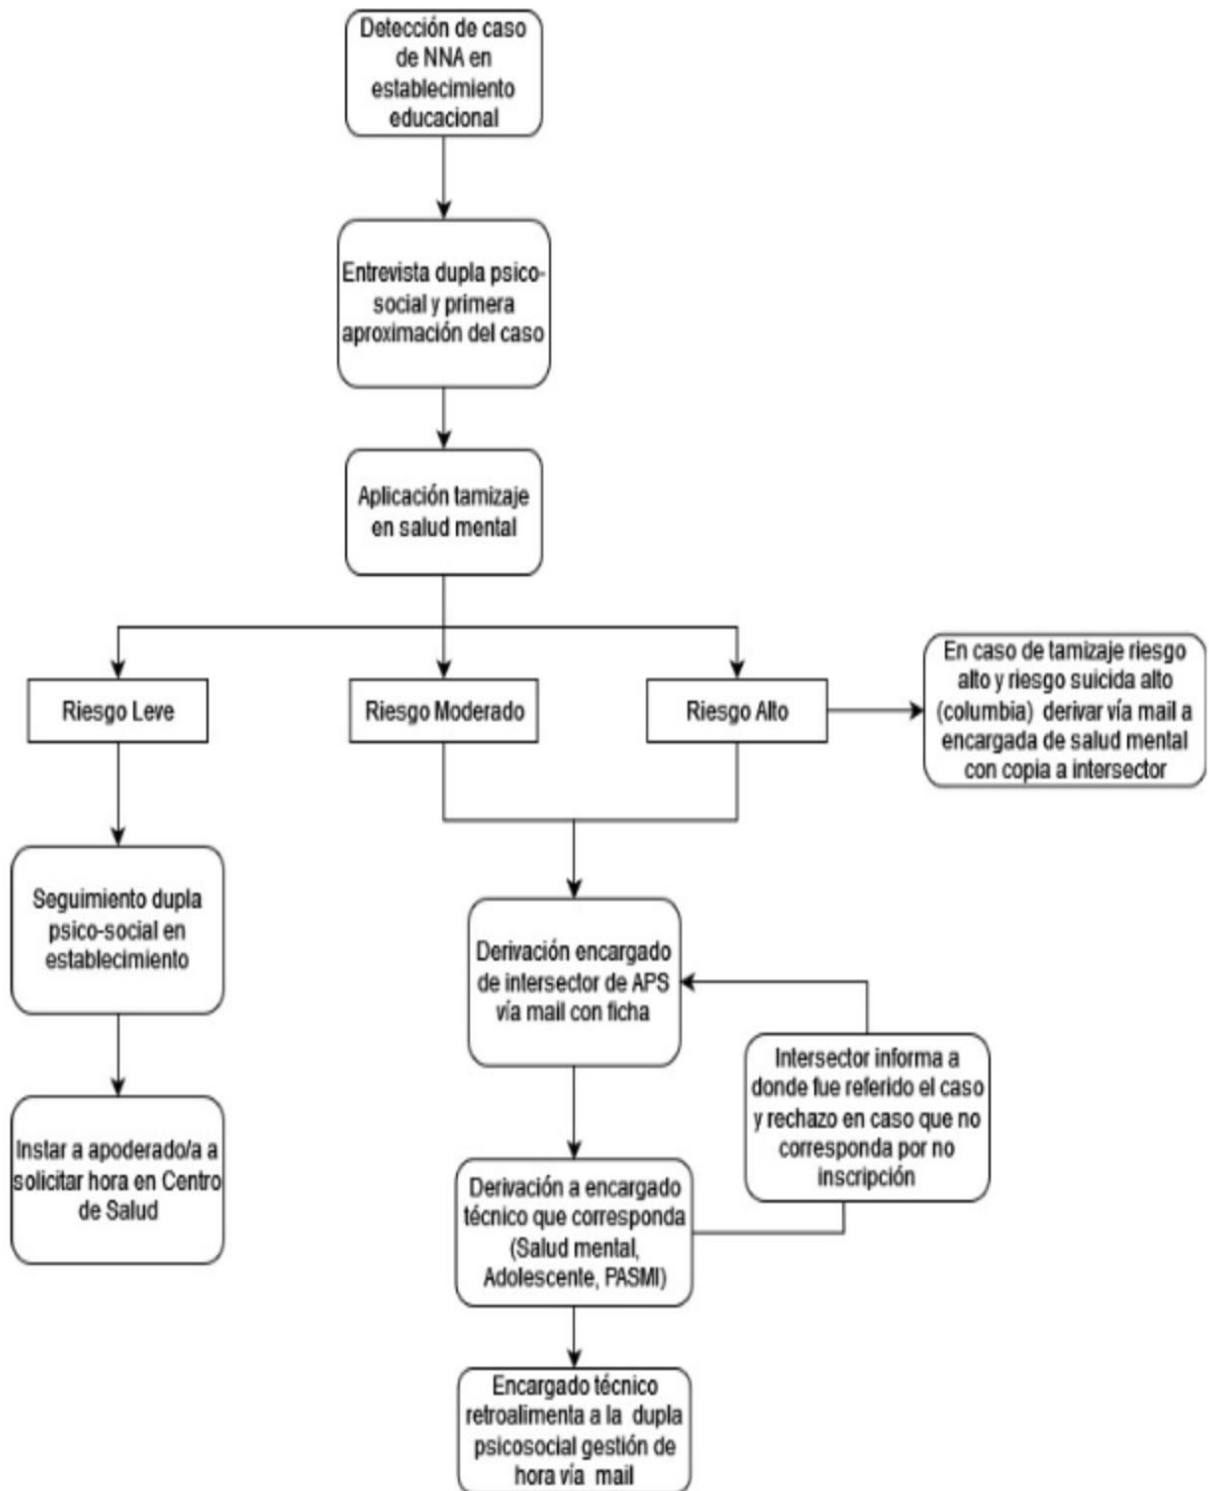 Detección de caso
de NNA en
establecimiento
educacional
Entrevista dupla psico-
social y primera
aproximación del caso
Aplicación tamizaje
en salud mental
Riesgo Leve
Riesgo Moderado
Riesgo Alto
En caso de tamizaje riesgo
alto y riesgo suicida alto
(columbia) derivar vía mail a
encargada de salud mental
con copia a intersector
Seguimiento dupla
psico-social en
establecimiento
Instar a apoderado/a a
solicitar hora en Centro
de Salud
Derivación encargado
de intersector de APS
vía mail con ficha
Intersector informa a
donde fue referido el caso
y rechazo en caso que no
corresponda por no
inscripción
Derivación a encargado
técnico que corresponda
(Salud mental,
Adolescente, PASMI)
Encargado técnico
retroalimenta a la dupla
psicosocial gestión de
hora vía mail